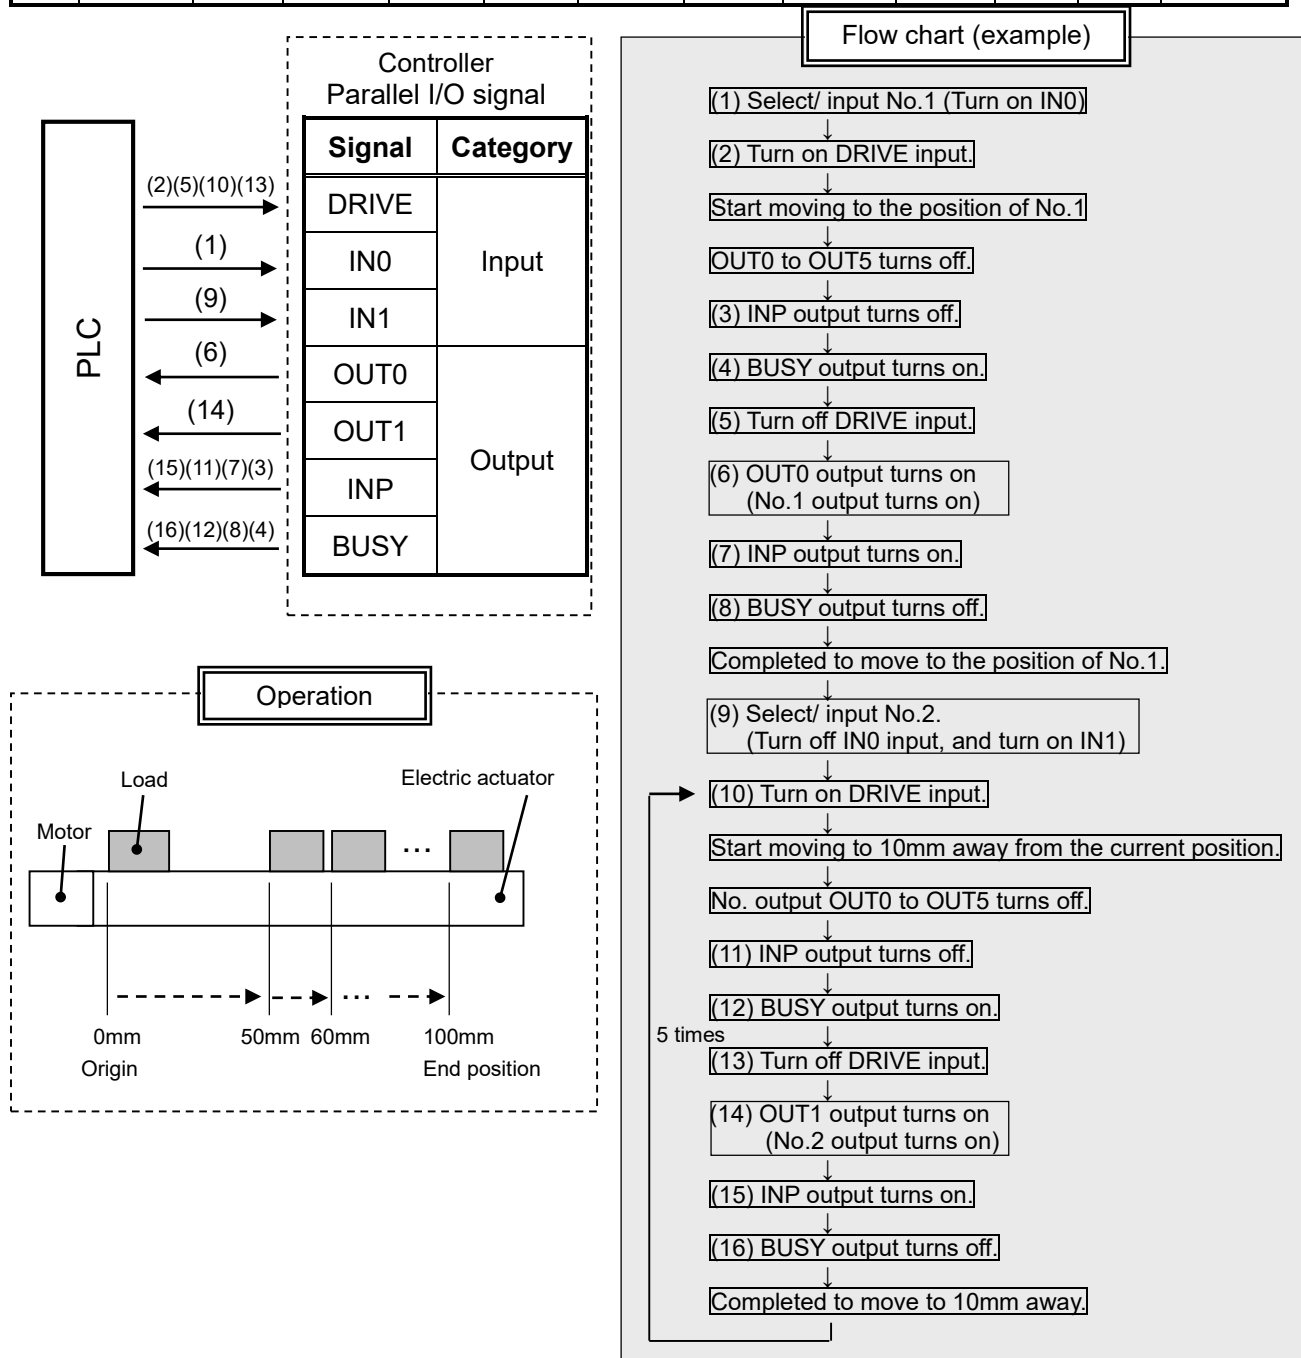 Controller
Parallel I/O signal
Signal Category
DRIVE
IN0
IN1
Input
OUT0
OUT1
INP
BUSY
Output
PLC
(2)(5)(10)(13)
(1)
(9)
(6)
(14)
(15)(11)(7)(3)
(16)(12)(8)(4)
Operation
Load
Electric actuator
Motor
...
...
0mm
50mm
60mm
100mm
Origin
End position
Flow chart (example)
(1) Select/ input No.1 (Turn on IN0)
↓
(2) Turn on DRIVE input.
↓
Start moving to the position of No.1
↓
OUT0 to OUT5 turns off.
↓
(3) INP output turns off.
↓
(4) BUSY output turns on.
↓
(5) Turn off DRIVE input.
↓
(6) OUT0 output turns on
(No.1 output turns on)
↓
(7) INP output turns on.
↓
(8) BUSY output turns off.
↓
Completed to move to the position of No.1.
↓
(9) Select/ input No.2.
(Turn off IN0 input, and turn on IN1)
↓
(10) Turn on DRIVE input.
↓
Start moving to 10mm away from the current position.
↓
No. output OUT0 to OUT5 turns off.
↓
(11) INP output turns off.
↓
(12) BUSY output turns on.
↓
5 times
(13) Turn off DRIVE input.
↓
(14) OUT1 output turns on
(No.2 output turns on)
↓
(15) INP output turns on.
↓
(16) BUSY output turns off.
↓
Completed to move to 10mm away.